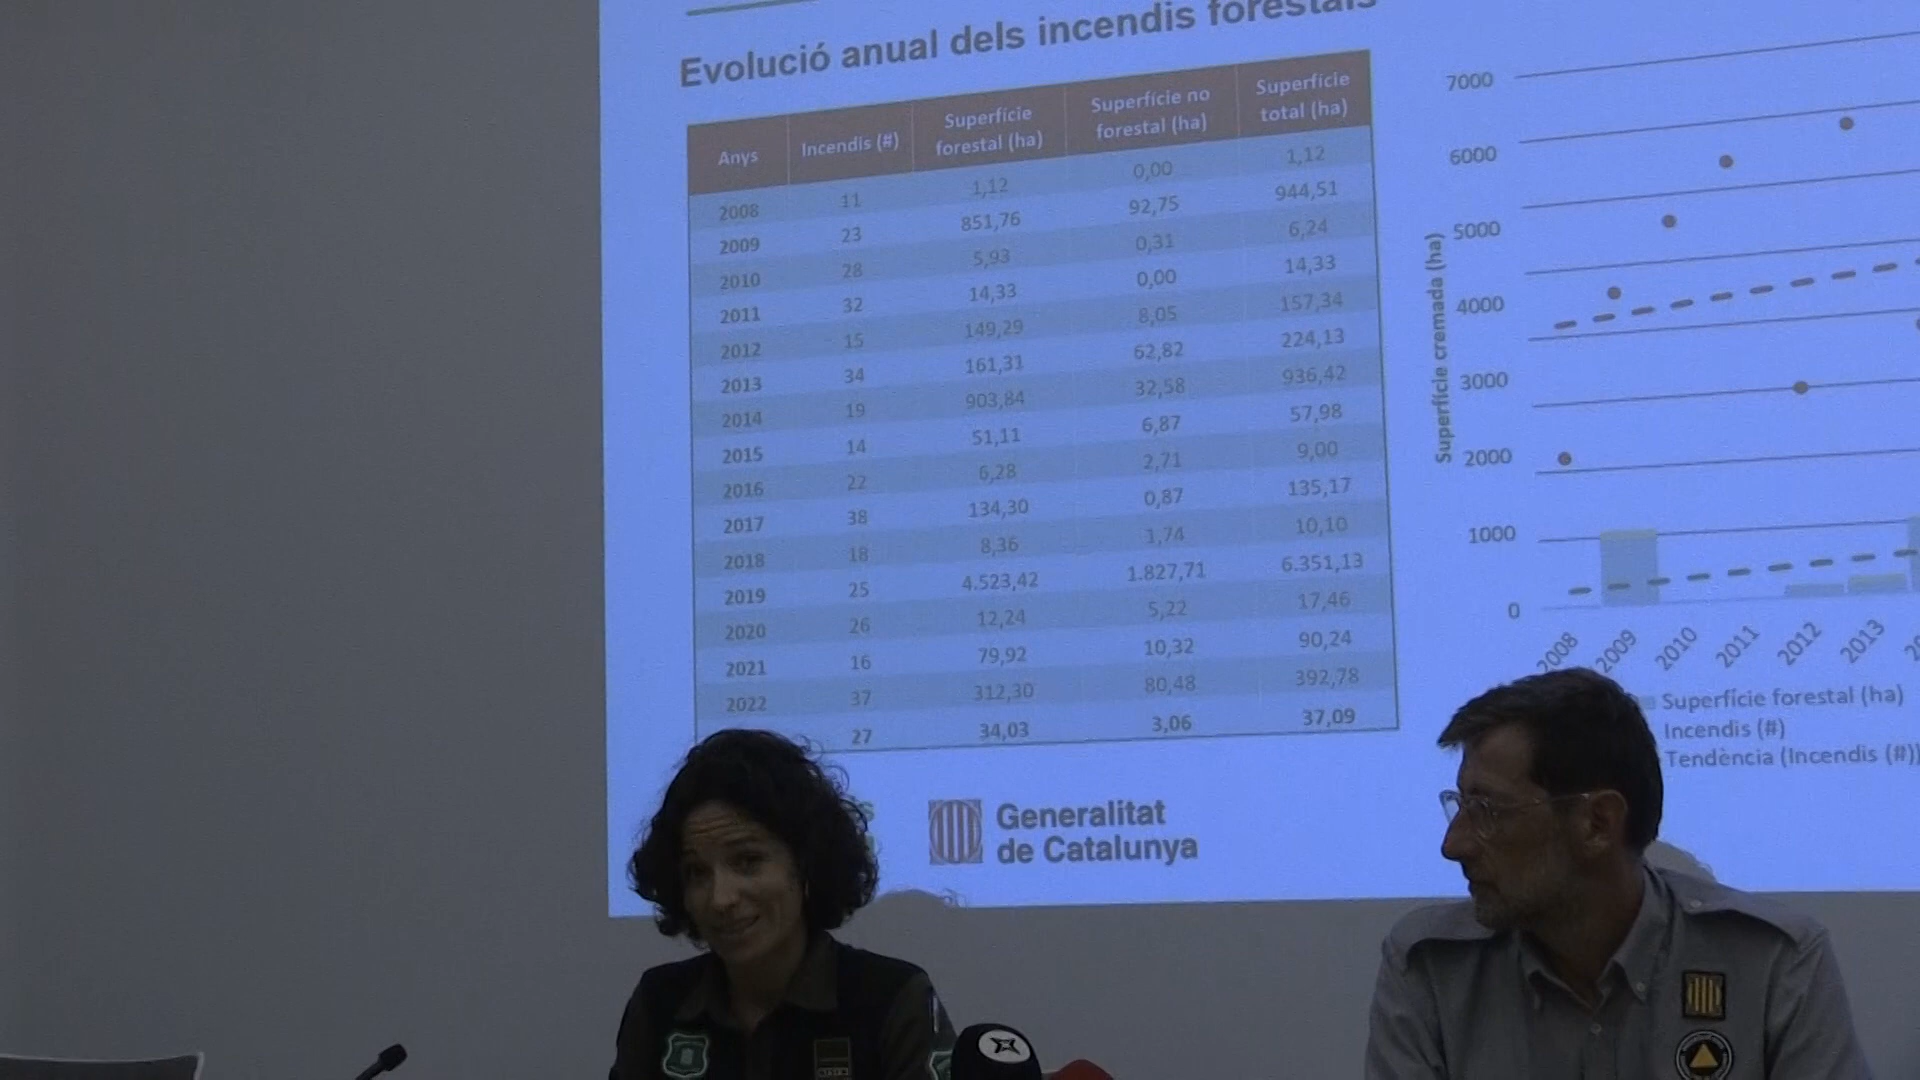 Evolució anual dels incendis forestals
Anys Incendis (#) Superfície forestal (ha) Superfície no forestal (ha) Superfície total (ha)
2008 11 1,12 0,00 1,12
2009 23 851,76 92,75 944,51
2010 28 5,93 0,31 6,24
2011 32 14,33 0,00 14,33
2012 15 149,29 8,05 157,34
2013 34 161,31 62,82 224,13
2014 19 903,84 32,58 936,42
2015 14 51,11 6,87 57,98
2016 22 6,28 2,71 9,00
2017 38 134,30 0,87 135,17
2018 18 8,36 1,74 10,10
2019 25 4.523,42 1.827,71 6.351,13
2020 26 12,24 5,22 17,46
2021 16 79,92 10,32 90,24
2022 37 312,30 80,48 392,78
27 34,03 3,06 37,09
Generalitat
de Catalunya
Superfície cremada (ha)
7000
6000
5000
4000
3000
2000
1000
0
2008 2009 2010 2011 2012 2013
Superfície forestal (ha)
Incendis (#)
Tendència (Incendis (#))